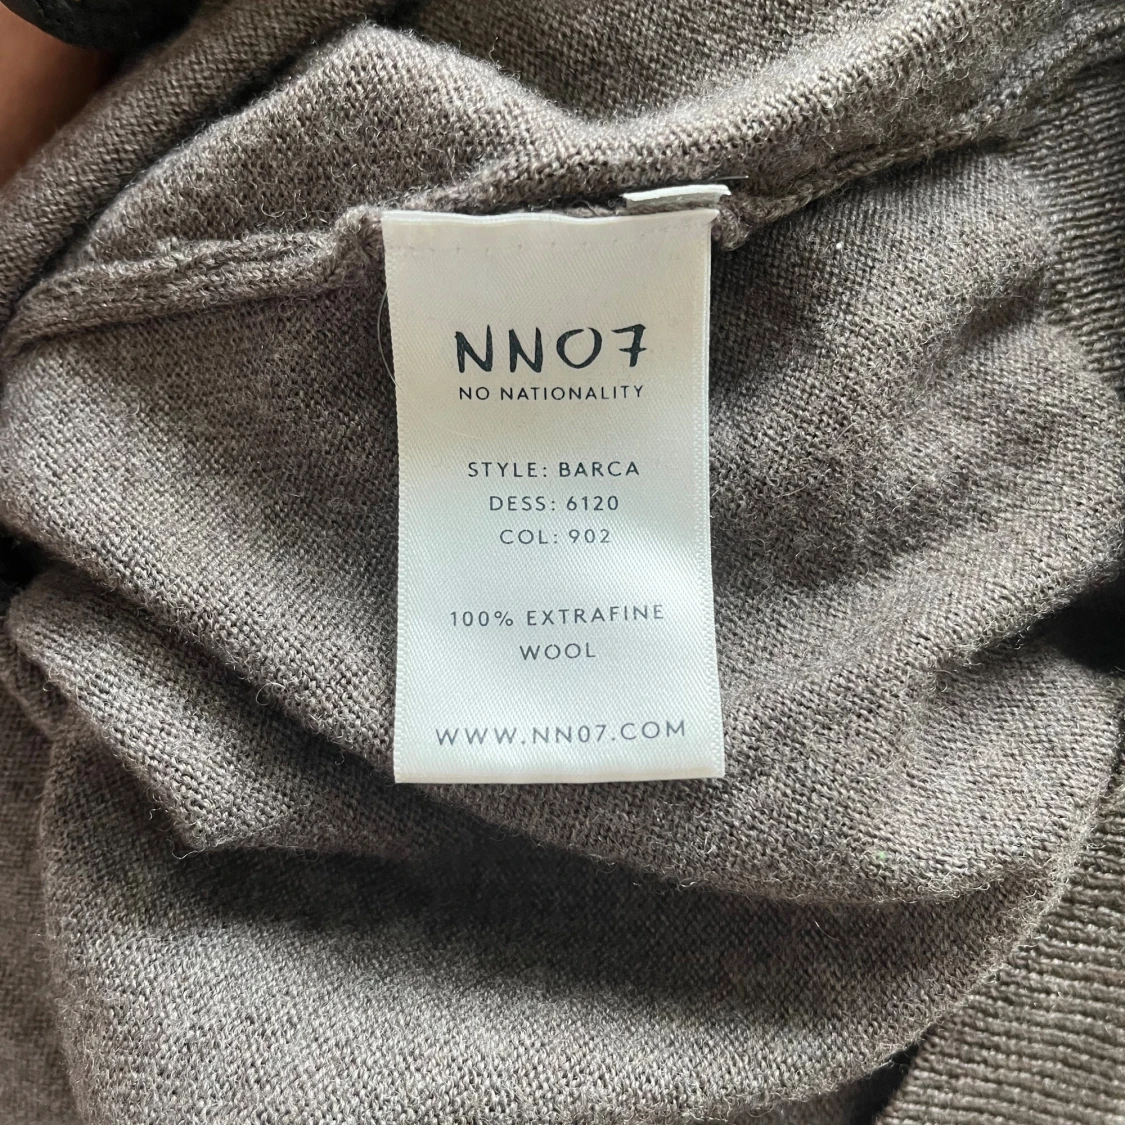 NN07
NO NATIONALITY
STYLE: BARCA
DESS: 6120
COL: 902
100% EXTRAFINE
WOOL
WWW.NN07.COM